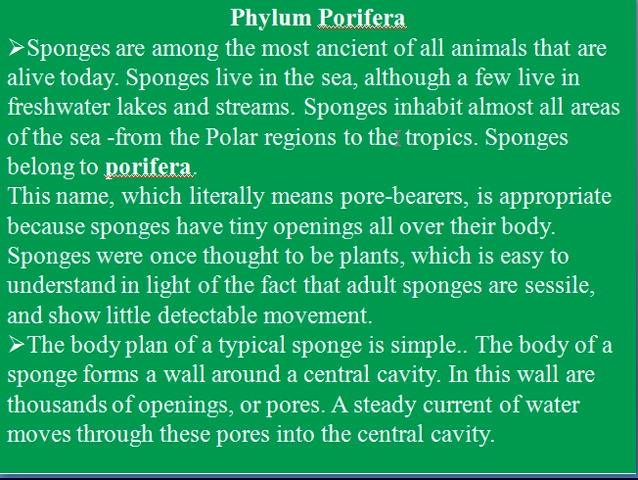 Phylum Porifera
➢Sponges are among the most ancient of all animals that are
alive today. Sponges live in the sea, although a few live in
freshwater lakes and streams. Sponges inhabit almost all areas
of the sea -from the Polar regions to the tropics. Sponges
belong to porifera.
This name, which literally means pore-bearers, is appropriate
because sponges have tiny openings all over their body.
Sponges were once thought to be plants, which is easy to
understand in light of the fact that adult sponges are sessile,
and show little detectable movement.
➢The body plan of a typical sponge is simple.. The body of a
sponge forms a wall around a central cavity. In this wall are
thousands of openings, or pores. A steady current of water
moves through these pores into the central cavity.